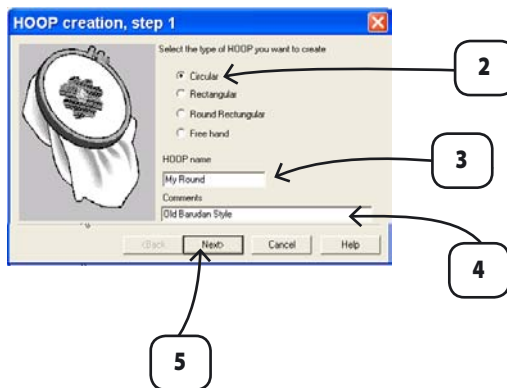 HOOP creation, step 1
Select the type of HOOP you want to create
Circular
Rectangular
Round Rectungular
Free hand
HOOP name
My Round
Comments
Old Barudan Style
<Back Next> Cancel Help
2
3
4
5